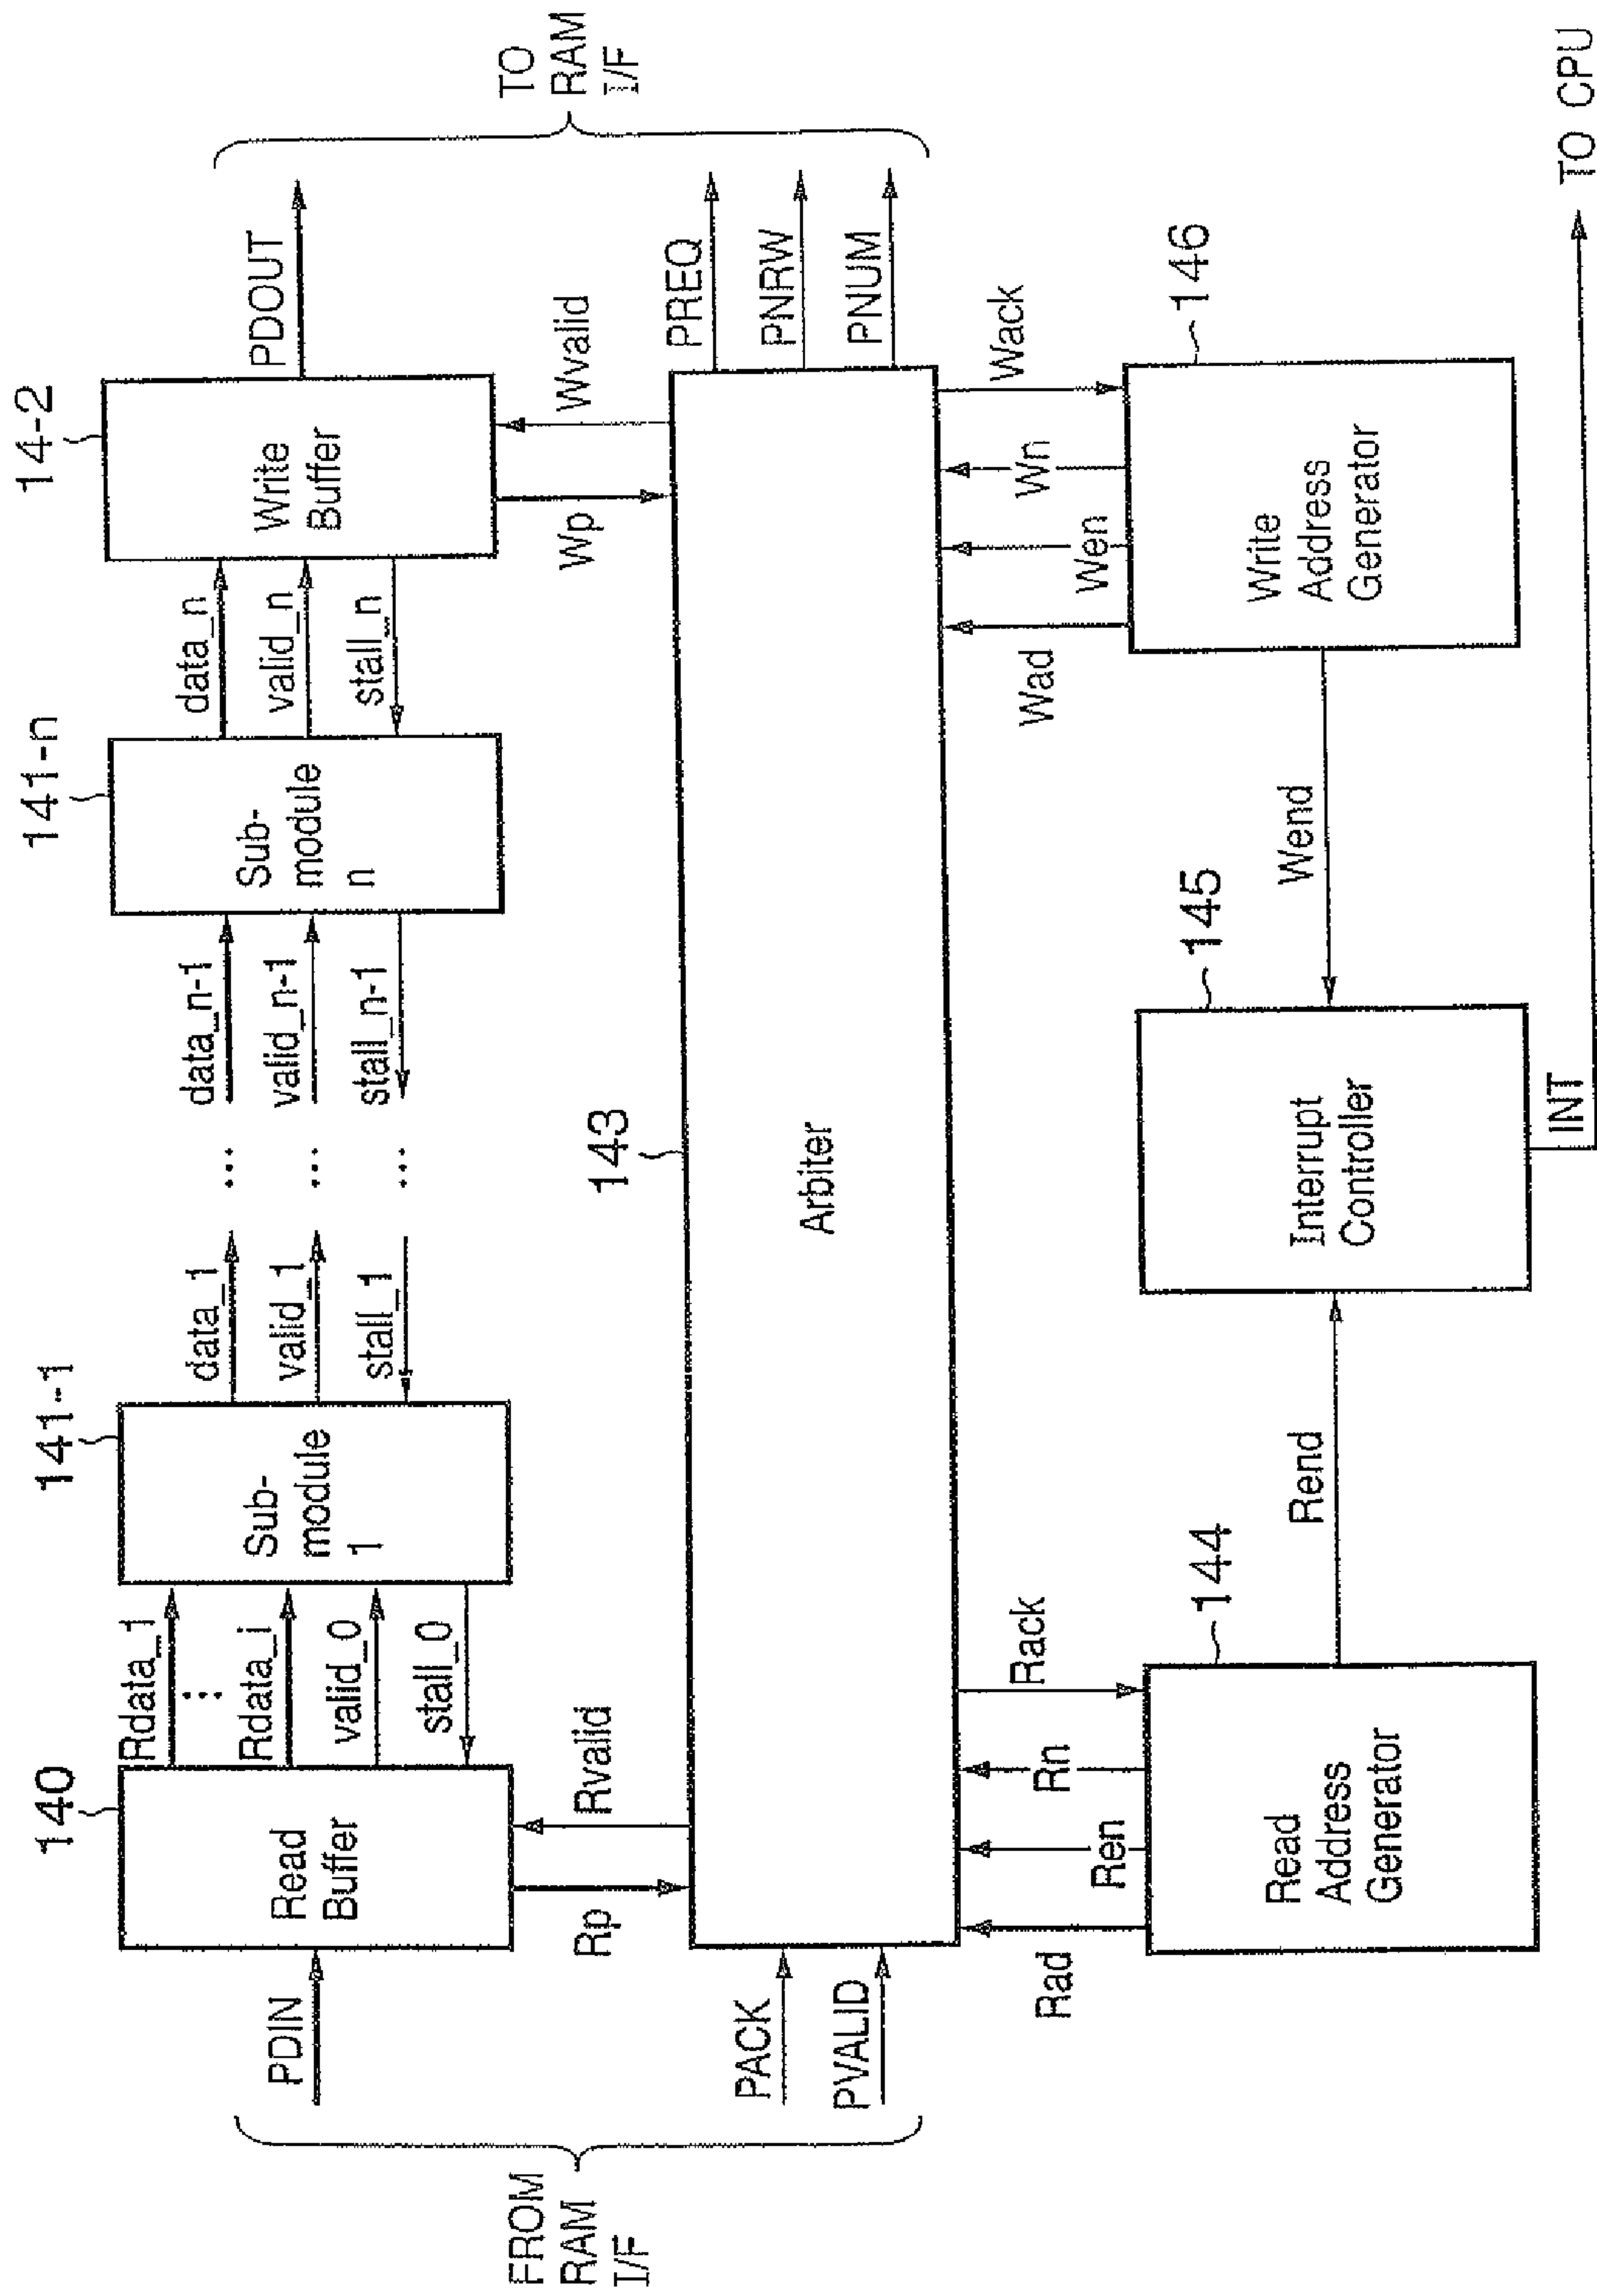 FROM
RAM
I/F
PDIN
PACK
PVALID
140
Read
Buffer
Rdata_1
⋮
Rdata_i
valid_0
stall_0
141-1
Sub-
module
1
data_1
valid_1
stall_1
...
...
...
data_n-1
valid_n-1
stall_n-1
141-n
Sub-
module
n
data_n
valid_n
stall_n
14-2
Write
Buffer
PDOUT
TO
RAM
I/F
Rp
Rvalid
143
Arbiter
Wp
Wvalid
PREQ
PNRW
PNUM
Rad
Ren
Rn
Rack
Wad
Wen
Wn
Wack
144
Read
Address
Generator
Rend
145
Interrupt
Controller
Wend
146
Write
Address
Generator
INT
TO CPU